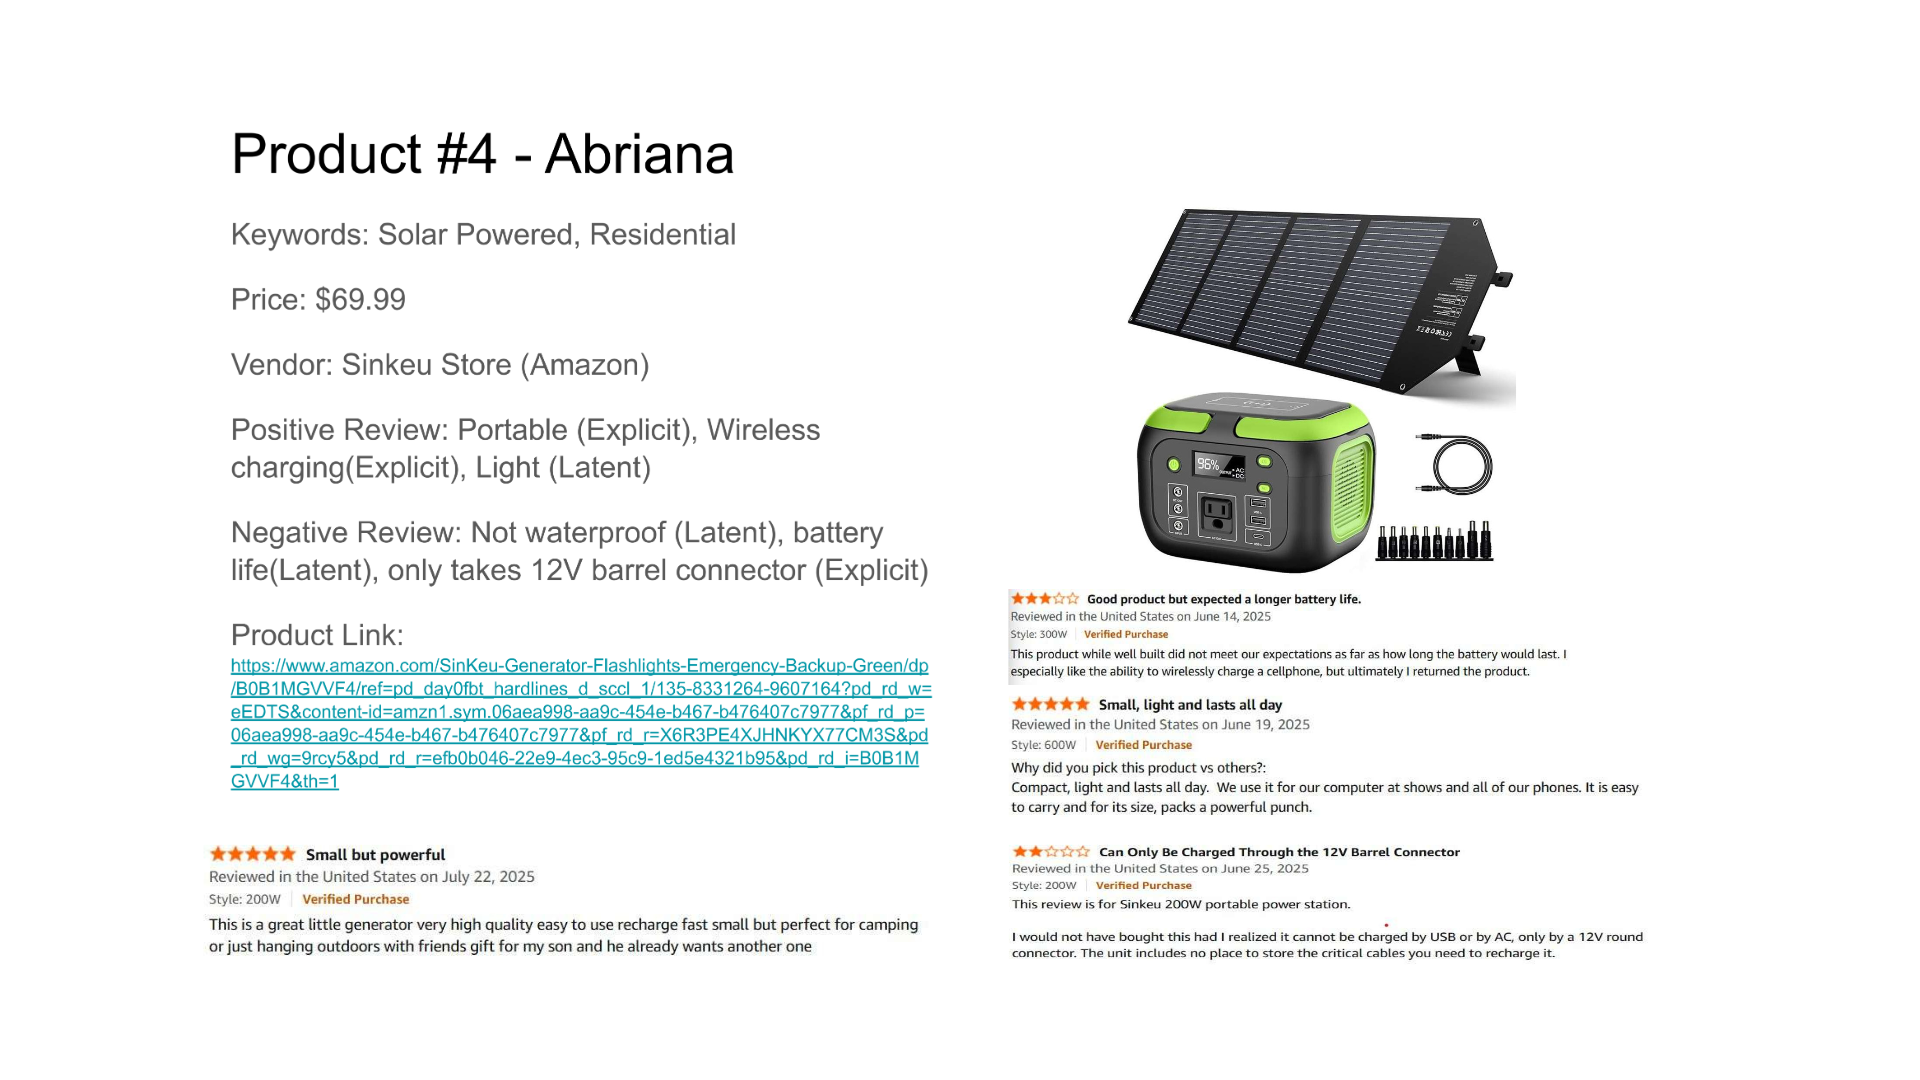 Product #4 - Abriana
Keywords: Solar Powered, Residential
Price: $69.99
Vendor: Sinkeu Store (Amazon)
Positive Review: Portable (Explicit), Wireless
charging(Explicit), Light (Latent)
Negative Review: Not waterproof (Latent), battery
life(Latent), only takes 12V barrel connector (Explicit)
Product Link:
https://www.amazon.com/SinKeu-Generator-Flashlights-Emergency-Backup-Green/dp
/B0B1MGVVF4/ref=pd_day0fbt_hardlines_d_sccl_1/135-8331264-9607164?pd_rd_w=
eEDTS&content-id=amzn1.sym.06aea998-aa9c-454e-b467-b476407c7977&pf_rd_p=
06aea998-aa9c-454e-b467-b476407c7977&pf_rd_r=X6R3PE4XJHNKYX77CM3S&pd
_rd_wg=9rcy5&pd_rd_r=efb0b046-22e9-4ec3-95c9-1ed5e4321b95&pd_rd_i=B0B1M
GVVF4&th=1
Small but powerful
Reviewed in the United States on July 22, 2025
Style: 200W Verified Purchase
This is a great little generator very high quality easy to use recharge fast small but perfect for camping
or just hanging outdoors with friends gift for my son and he already wants another one
96%
AC
DC
Good product but expected a longer battery life.
Reviewed in the United States on June 14, 2025
Style: 300W Verified Purchase
This product while well built did not meet our expectations as far as how long the battery would last. I
especially like the ability to wirelessly charge a cellphone, but ultimately I returned the product.
Small, light and lasts all day
Reviewed in the United States on June 19, 2025
Style: 600W Verified Purchase
Why did you pick this product vs others?:
Compact, light and lasts all day. We use it for our computer at shows and all of our phones. It is easy
to carry and for its size, packs a powerful punch.
Can Only Be Charged Through the 12V Barrel Connector
Reviewed in the United States on June 25, 2025
Style: 200W Verified Purchase
This review is for Sinkeu 200W portable power station.
I would not have bought this had I realized it cannot be charged by USB or by AC, only by a 12V round
connector. The unit includes no place to store the critical cables you need to recharge it.